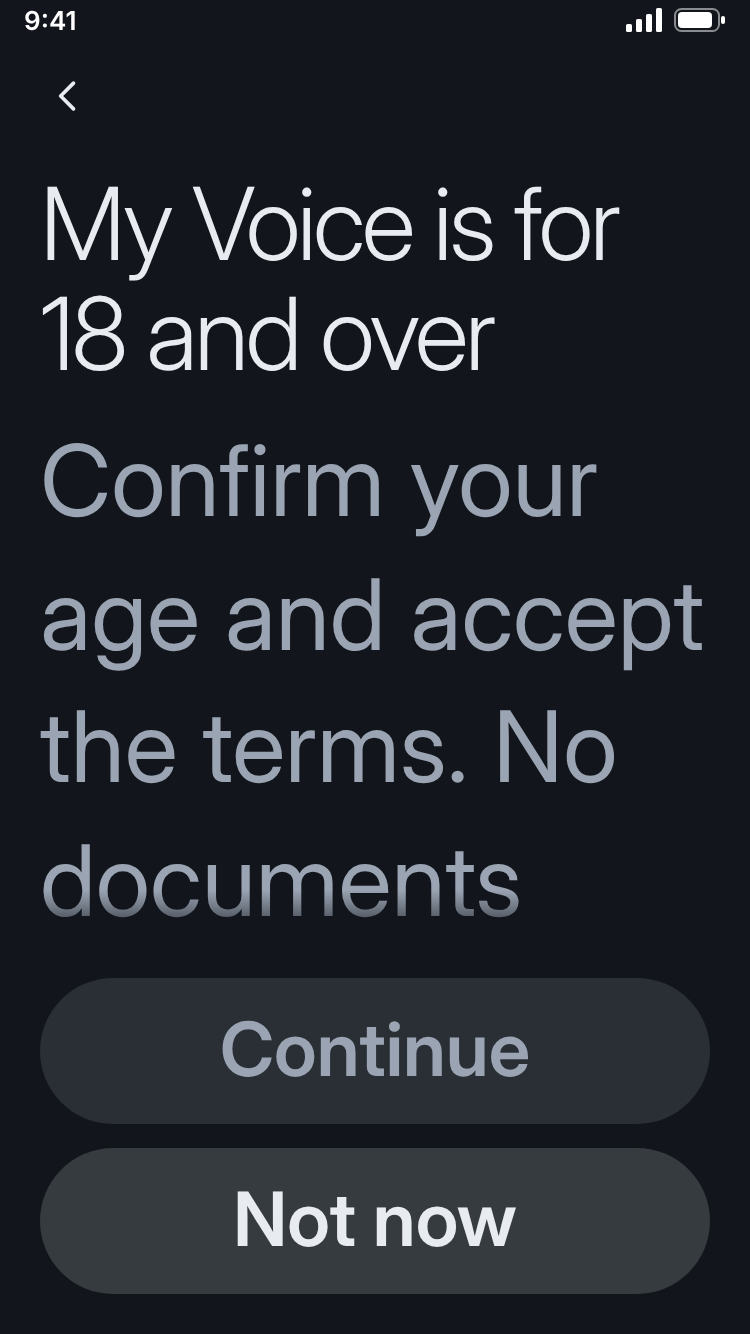 9:41
My Voice is for
18 and over
Confirm your
age and accept
the terms. No
documents
Continue
Not now